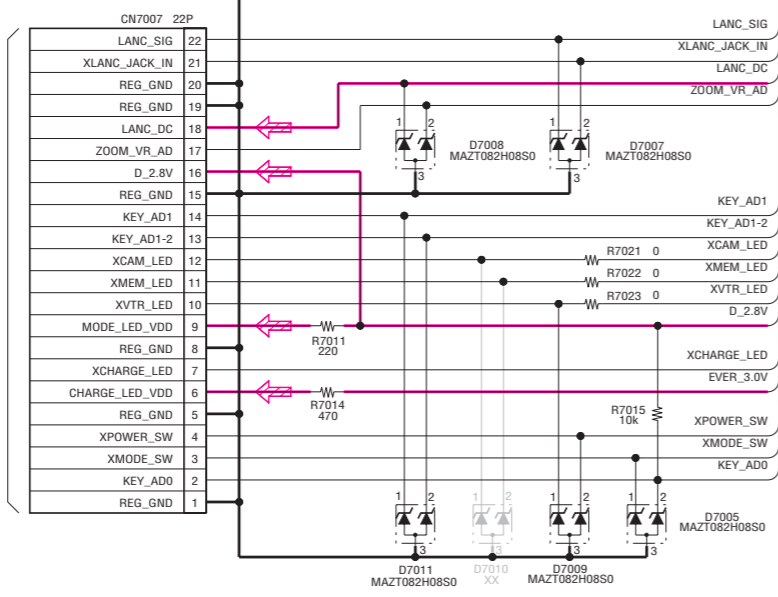 CN7007 22P
LANC_SIG 22
XLANC_JACK_IN 21
REG_GND 20
REG_GND 19
LANC_DC 18
ZOOM_VR_AD 17
D_2.8V 16
REG_GND 15
KEY_AD1 14
KEY_AD1-2 13
XCAM_LED 12
XMEM_LED 11
XVTR_LED 10
MODE_LED_VDD 9
REG_GND 8
XCHARGE_LED 7
CHARGE_LED_VDD 6
REG_GND 5
XPOWER_SW 4
XMODE_SW 3
KEY_AD0 2
REG_GND 1
LANC_SIG
XLANC_JACK_IN
LANC_DC
ZOOM_VR_AD
1 2
3
D7008
MAZT082H08S0
1 2
3
D7007
MAZT082H08S0
KEY_AD1
KEY_AD1-2
XCAM_LED
R7021 0
XMEM_LED
R7022 0
XVTR_LED
R7023 0
D_2.8V
R7011
220
XCHARGE_LED
EVER_3.0V
R7014
470
R7015
10k
XPOWER_SW
XMODE_SW
KEY_AD0
1 2
3
D7011
MAZT082H08S0
1 2
3
D7010
XX
1 2
3
D7009
MAZT082H08S0
1 2
3
D7005
MAZT082H08S0